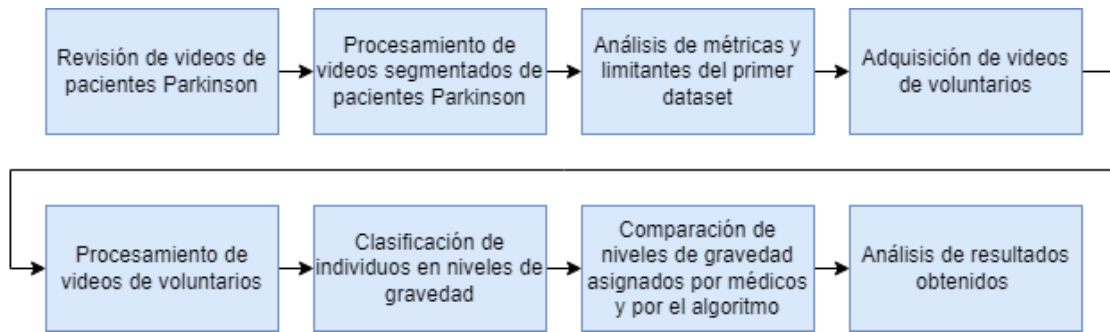 Revisión de videos de
pacientes Parkinson
Procesamiento de
videos segmentados de
pacientes Parkinson
Análisis de métricas y
limitantes del primer
dataset
Adquisición de videos
de voluntarios
Procesamiento de
videos de voluntarios
Clasificación de
individuos en niveles de
gravedad
Comparación de
niveles de gravedad
asignados por médicos
y por el algoritmo
Análisis de resultados
obtenidos